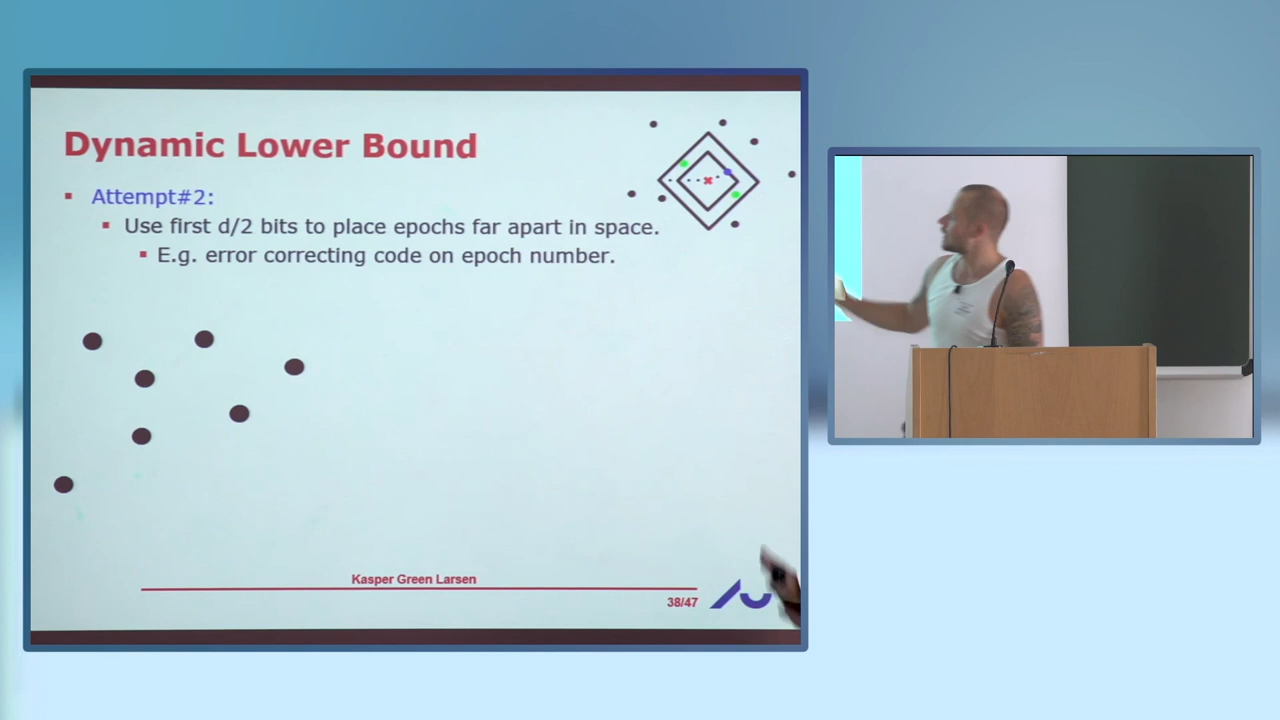 Dynamic Lower Bound
Attempt#2:
Use first d/2 bits to place epochs far apart in space.
E.g. error correcting code on epoch number.
Kasper Green Larsen
38/47